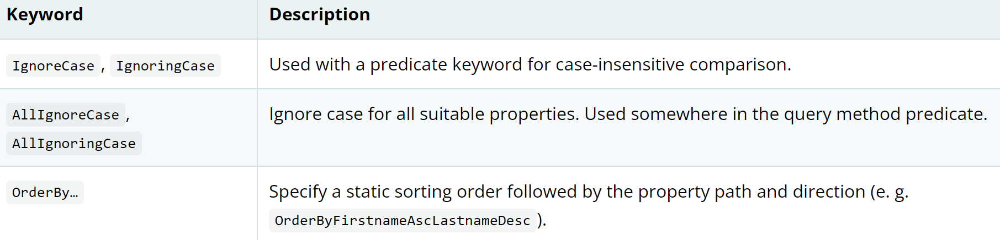 Keyword Description
IgnoreCase, IgnoringCase Used with a predicate keyword for case-insensitive comparison.
AllIgnoreCase, Ignore case for all suitable properties. Used somewhere in the query method predicate.
AllIgnoringCase
OrderBy… Specify a static sorting order followed by the property path and direction (e. g.
OrderByFirstnameAscLastnameDesc).